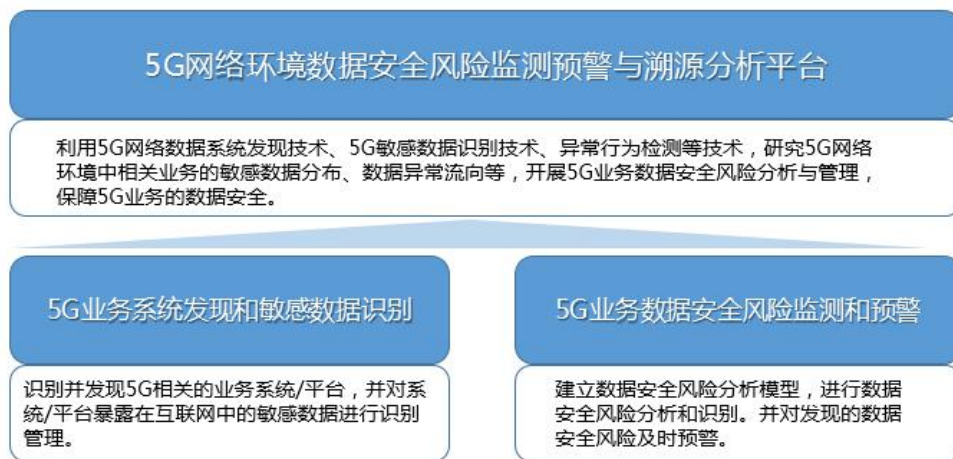 5G网络环境数据安全风险监测预警与溯源分析平台
利用5G网络数据系统发现技术、5G敏感数据识别技术、异常行为检测等技术，研究5G网络
环境中相关业务的敏感数据分布、数据异常流向等，开展5G业务数据安全风险分析与管理，
保障5G业务的数据安全。
5G业务系统发现和敏感数据识别
识别并发现5G相关的业务系统/平台，并对系
统/平台暴露在互联网中的敏感数据进行识别
管理。
5G业务数据安全风险监测和预警
建立数据安全风险分析模型，进行数据
安全风险分析和识别。并对发现的数据
安全风险及时预警。